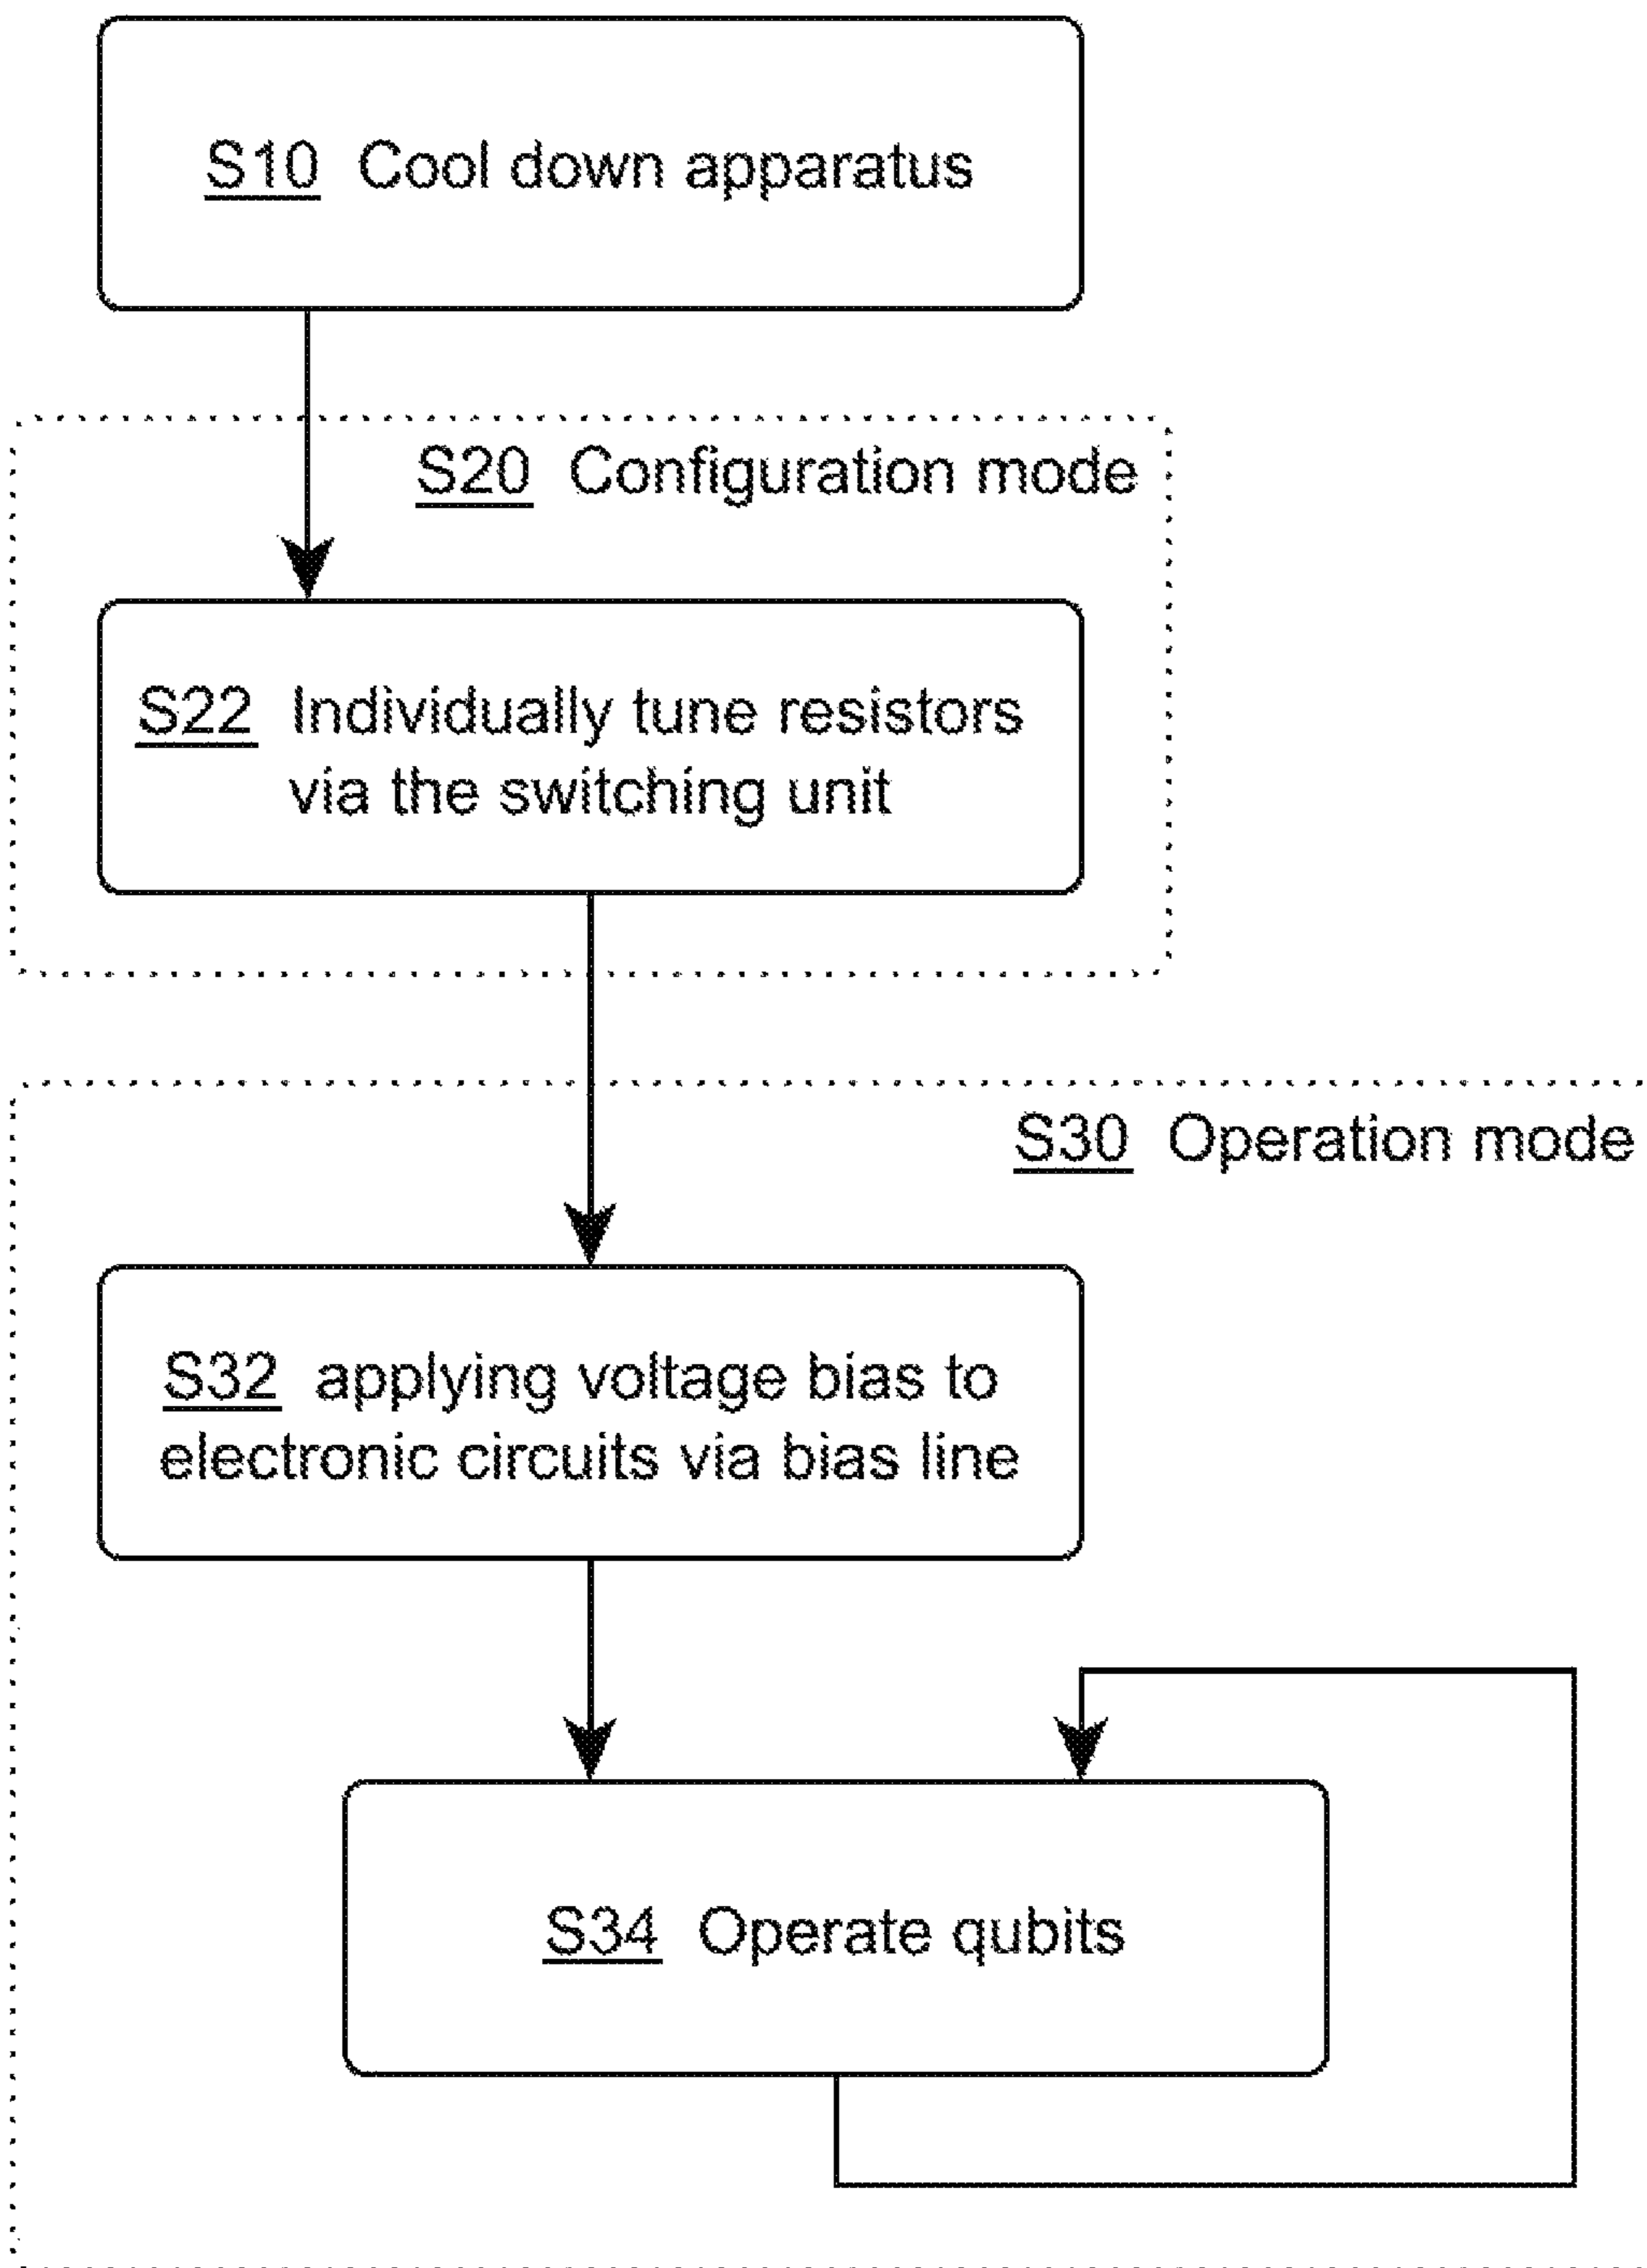 S10 Cool down apparatus
S20 Configuration mode
S22 Individually tune resistors
via the switching unit
S30 Operation mode
S32 applying voltage bias to
electronic circuits via bias line
S34 Operate qubits